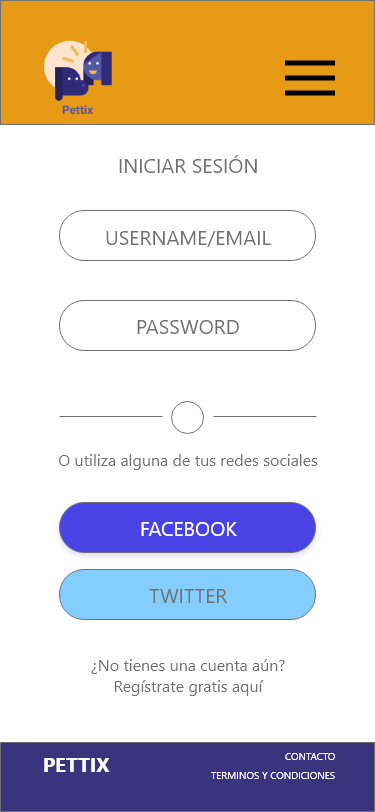 Pettix
INICIAR SESIÓN
USERNAME/EMAIL
PASSWORD
O utiliza alguna de tus redes sociales
FACEBOOK
TWITTER
¿No tienes una cuenta aún?
Regístrate gratis aquí
PETTIX
CONTACTO
TERMINOS Y CONDICIONES